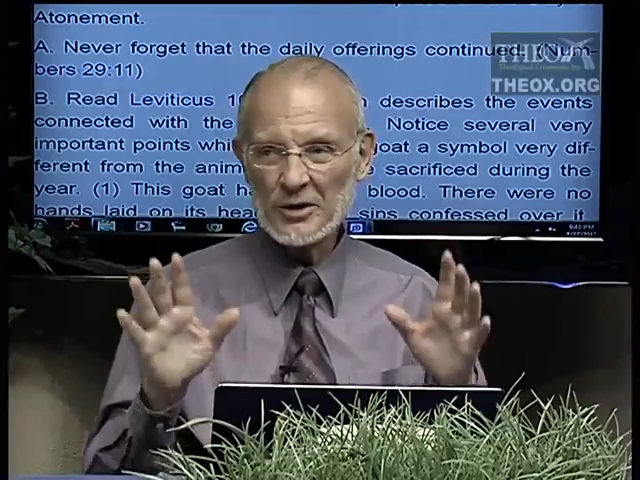 Atonement.
A. Never forget that the daily offerings continued. (Num-
bers 29:11)
B. Read Leviticus describes the events
connected with the Notice several very
important points goat a symbol very dif-
ferent from the sacrificed during the
year. (1) This goat blood. There were no
hands laid on its sins confessed over it
THEOX
THEOX.ORG